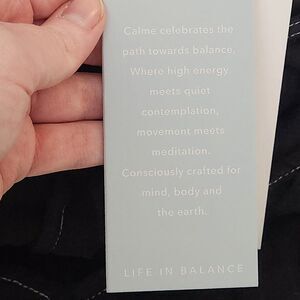 Calme celebrates the
path towards balance.
Where high energy
meets quiet
contemplation,
movement meets
meditation.
Consciously crafted for
mind, body and
the earth.
LIFE IN BALANCE